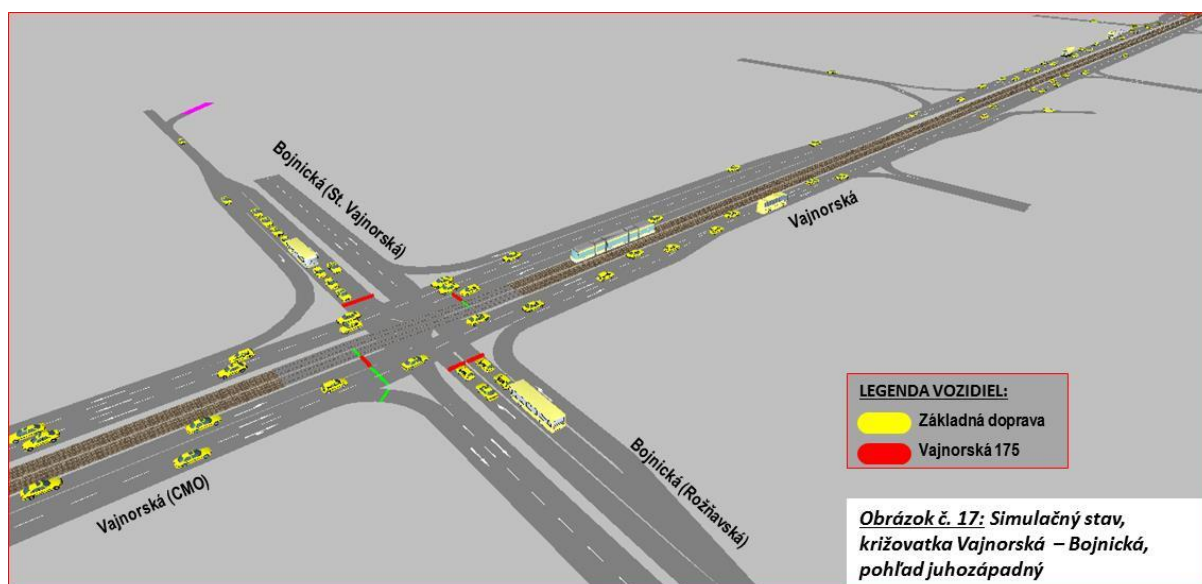 Bojnická (St. Vajnorská)
Vajnorská
Vajnorská (CMO)
Bojnická (Rožňavská)
LEGENDA VOZIDIEL:
Základná doprava
Vajnorská 175
Obrázok č. 17: Simulačný stav,
križovatka Vajnorská – Bojnická,
pohľad juhozápadný